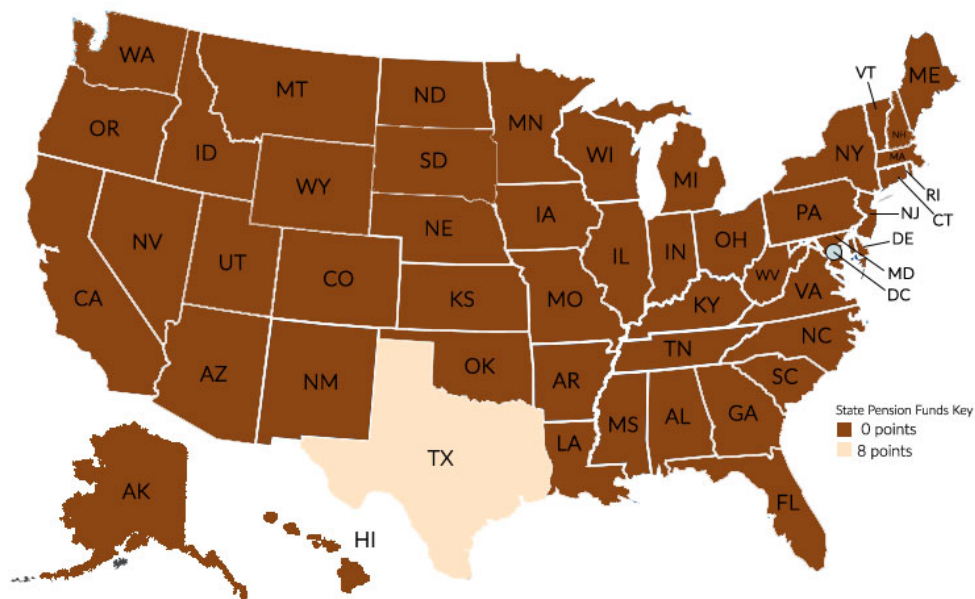 WA
MT
ND
MN
VT
ME
OR
ID
SD
WI
NH
NY
MA
WY
MI
RI
IA
CT
NE
PA
NJ
NV
UT
IL
IN
OH
DE
CO
MD
WV
CA
KS
MO
VA
DC
KY
NC
TN
AZ
NM
OK
AR
SC
MS
AL
GA
State Pension Funds Key
0 points
8 points
LA
TX
FL
AK
HI